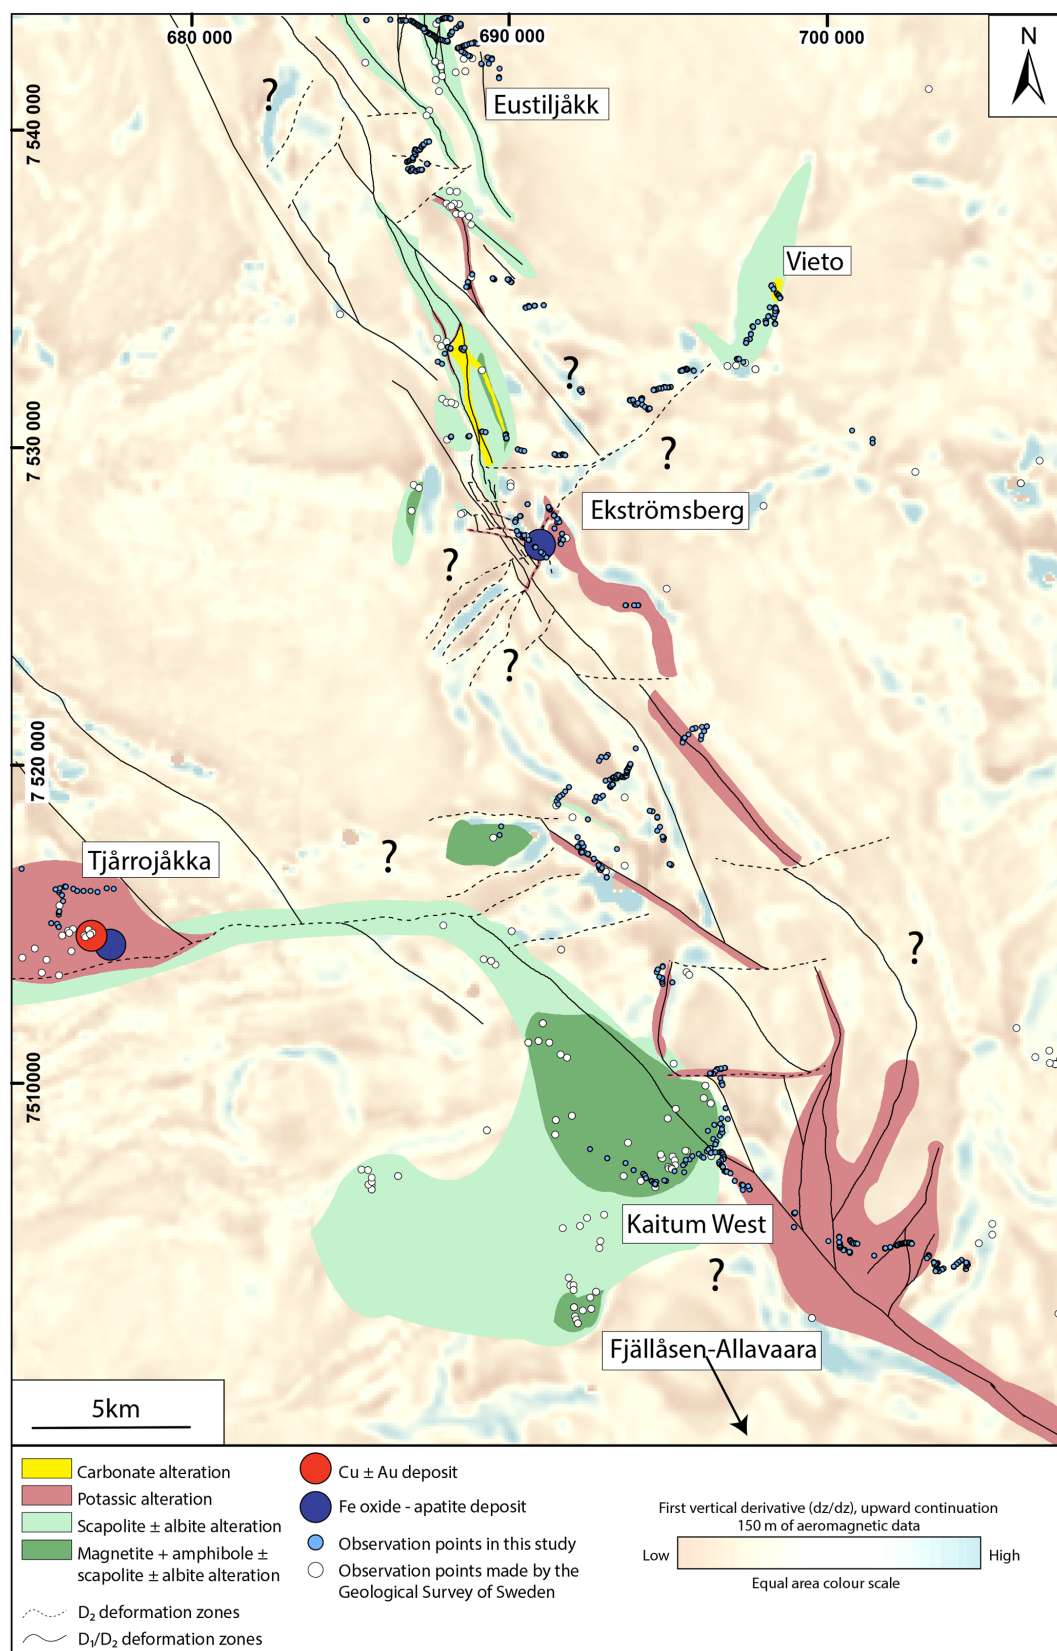 680 000
690 000
700 000
N
7 540 000
?
Eustiljåkk
Vieto
?
7 530 000
?
Ekströmsberg
?
?
7 520 000
Tjårrojåkka
?
?
7510000
Kaitum West
?
Fjällåsen-Allavaara
5km
Carbonate alteration
Potassic alteration
Scapolite ± albite alteration
Magnetite + amphibole ±
scapolite ± albite alteration
D₂ deformation zones
D₁/D₂ deformation zones
Cu ± Au deposit
Fe oxide - apatite deposit
Observation points in this study
Observation points made by the
Geological Survey of Sweden
First vertical derivative (dz/dz), upward continuation
150 m of aeromagnetic data
Low
High
Equal area colour scale